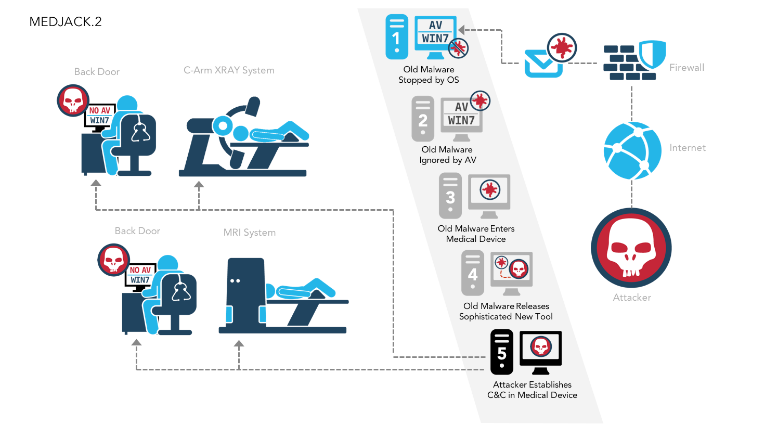 MEDJACK.2
Back Door
C-Arm XRAY System
NO AV
WIN7
Back Door
MRI System
NO AV
WIN7
1
AV
WIN7
Old Malware
Stopped by OS
2
AV
WIN7
Old Malware
Ignored by AV
3
Old Malware Enters
Medical Device
4
Old Malware Releases
Sophisticated New Tool
5
Attacker Establishes
C&C in Medical Device
Firewall
Internet
Attacker